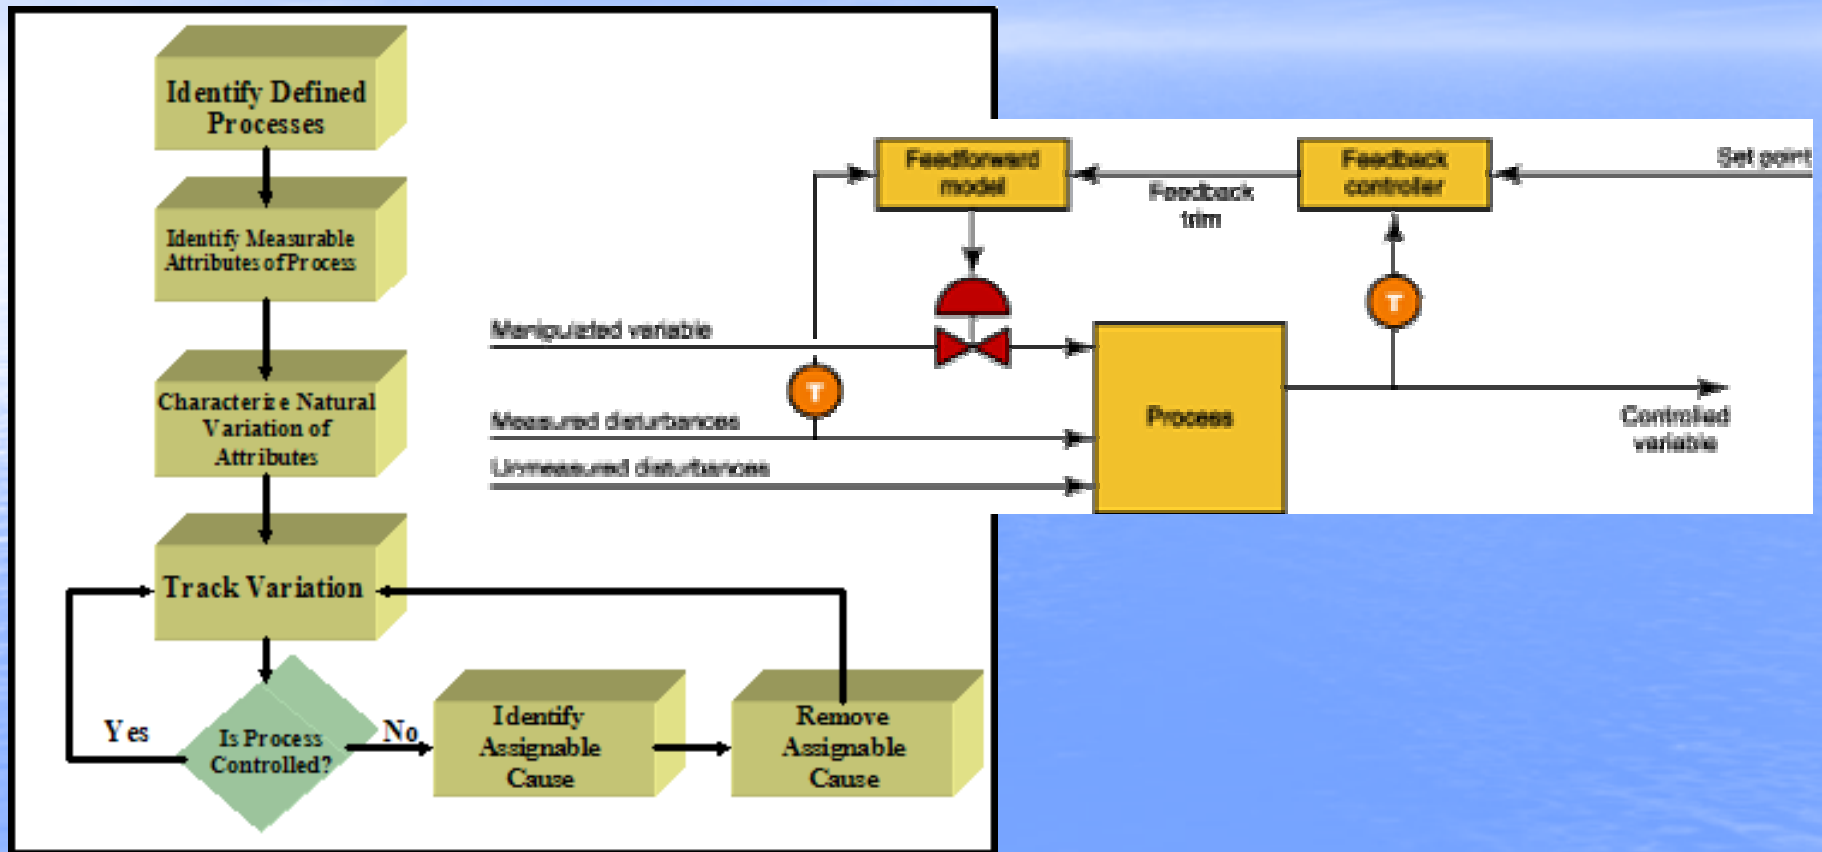 Identify Defined
Processes
Identify Measurable
Attributes of Process
Characterize Natural
Variation of
Attributes
Track Variation
Yes
Is Process
Controlled?
No
Identify
Assignable
Cause
Remove
Assignable
Cause
Feedforward
model
Feedback
trim
Feedback
controller
Set point
T
Manipulated variable
T
Measured disturbances
Unmeasured disturbances
Process
Controlled
variable